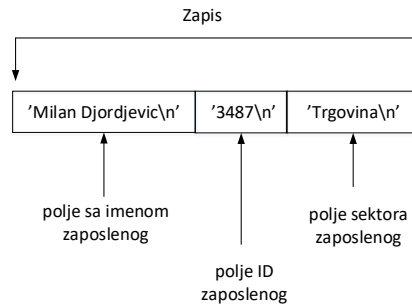 Zapis
’Milan Djordjevic\n’ ’3487\n’ ’Trgovina\n’
polje sa imenom
zaposlenog
polje ID
zaposlenog
polje sektora
zaposlenog